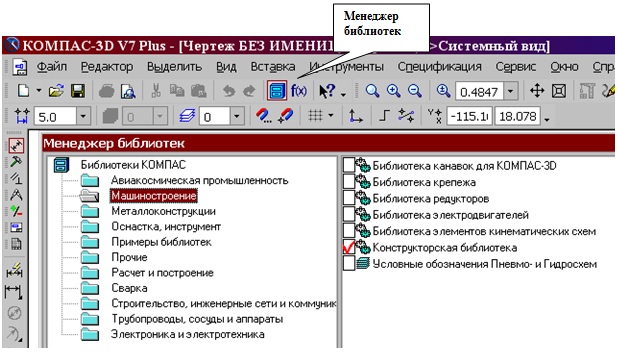 Менеджер
библиотек
КОМПАС-3D V7 Plus - [Чертеж БЕЗ ИМЕНИ >Системный вид]
Файл Редактор Выделить Вид Вставка Инструменты Спецификация Сервис Окно Спр
f(x) 0.4847
5.0 0 0 -115.1 18.078
Менеджер библиотек
Библиотеки КОМПАС
Авиакосмическая промышленность
Машиностроение
Металлоконструкции
Оснастка, инструмент
Примеры библиотек
Прочие
Расчет и построение
Сварка
Строительство, инженерные сети и коммуник
Трубопроводы, сосуды и аппараты
Электроника и электротехника
Библиотека канавок для КОМПАС-3D
Библиотека крепежа
Библиотека редукторов
Библиотека электродвигателей
Библиотека элементов кинематических схем
Конструкторская библиотека
Условные обозначения Пневмо- и Гидросхем